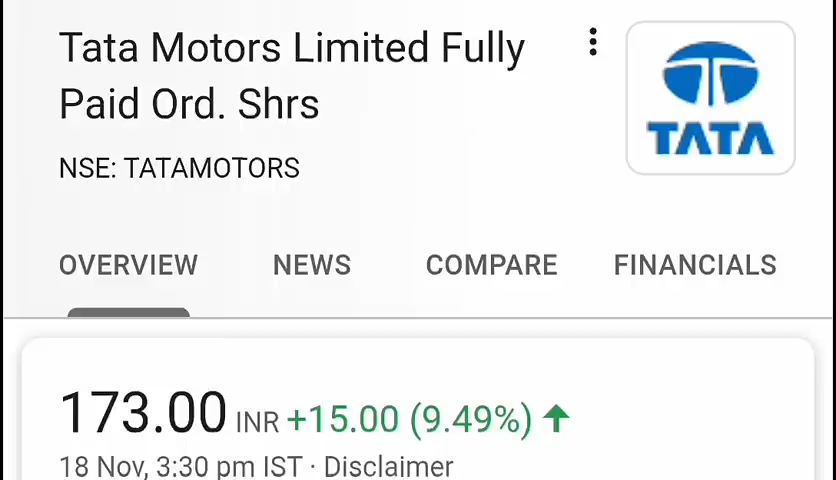 Tata Motors Limited Fully
Paid Ord. Shrs
TATA
NSE: TATAMOTORS
OVERVIEW NEWS COMPARE FINANCIALS
173.00 INR +15.00 (9.49%) ↑
18 Nov, 3:30 pm IST · Disclaimer